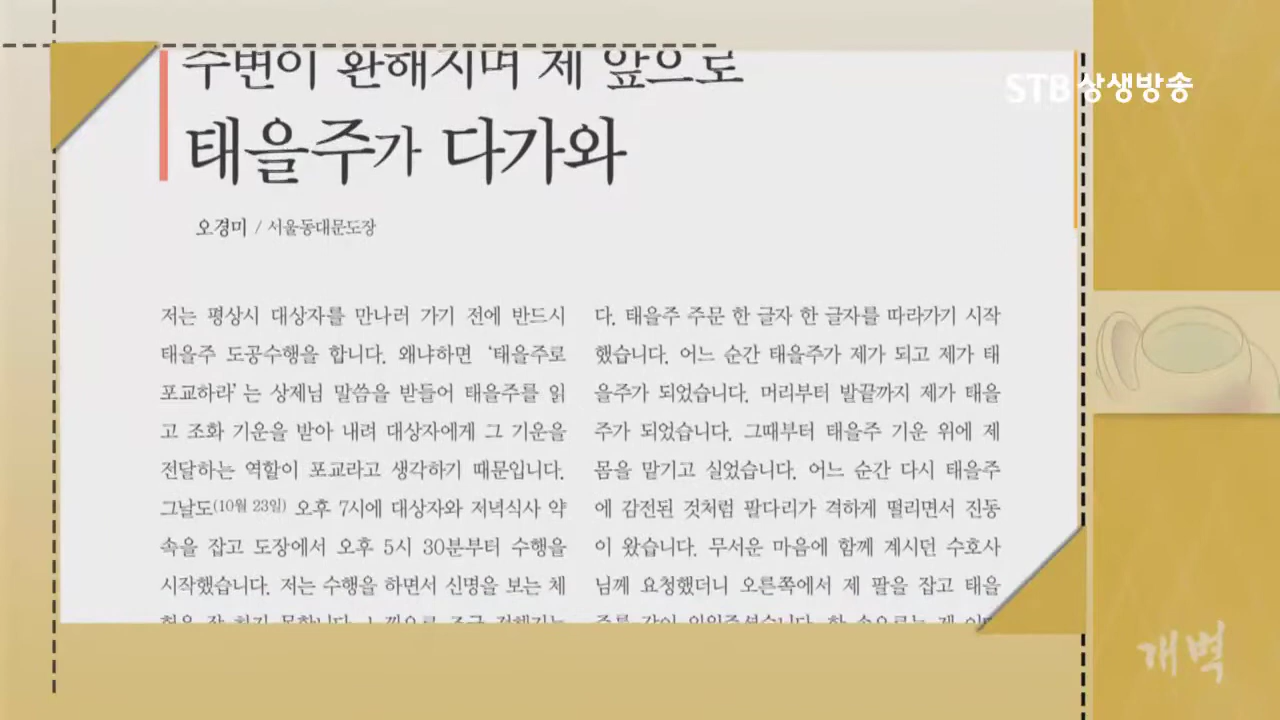 주변이 환해지며 제 앞으로
태을주가 다가와
STB상생방송
오경미 / 서울동대문도장
저는 평상시 대상자를 만나러 가기 전에 반드시
태을주 도공수행을 합니다. 왜냐하면 ‘태을주로
포교하라’는 상제님 말씀을 받들어 태을주를 읽
고 조화 기운을 받아 내려 대상자에게 그 기운을
전달하는 역할이 포교라고 생각하기 때문입니다.
그날도(10월 23일) 오후 7시에 대상자와 저녁식사 약
속을 잡고 도장에서 오후 5시 30분부터 수행을
시작했습니다. 저는 수행을 하면서 신명을 보는 체
다. 태을주 주문 한 글자 한 글자를 따라가기 시작
했습니다. 어느 순간 태을주가 제가 되고 제가 태
을주가 되었습니다. 머리부터 발끝까지 제가 태을
주가 되었습니다. 그때부터 태을주 기운 위에 제
몸을 맡기고 실었습니다. 어느 순간 다시 태을주
에 감전된 것처럼 팔다리가 격하게 떨리면서 진동
이 왔습니다. 무서운 마음에 함께 계시던 수호사
님께 요청했더니 오른쪽에서 제 팔을 잡고 태을
개벽